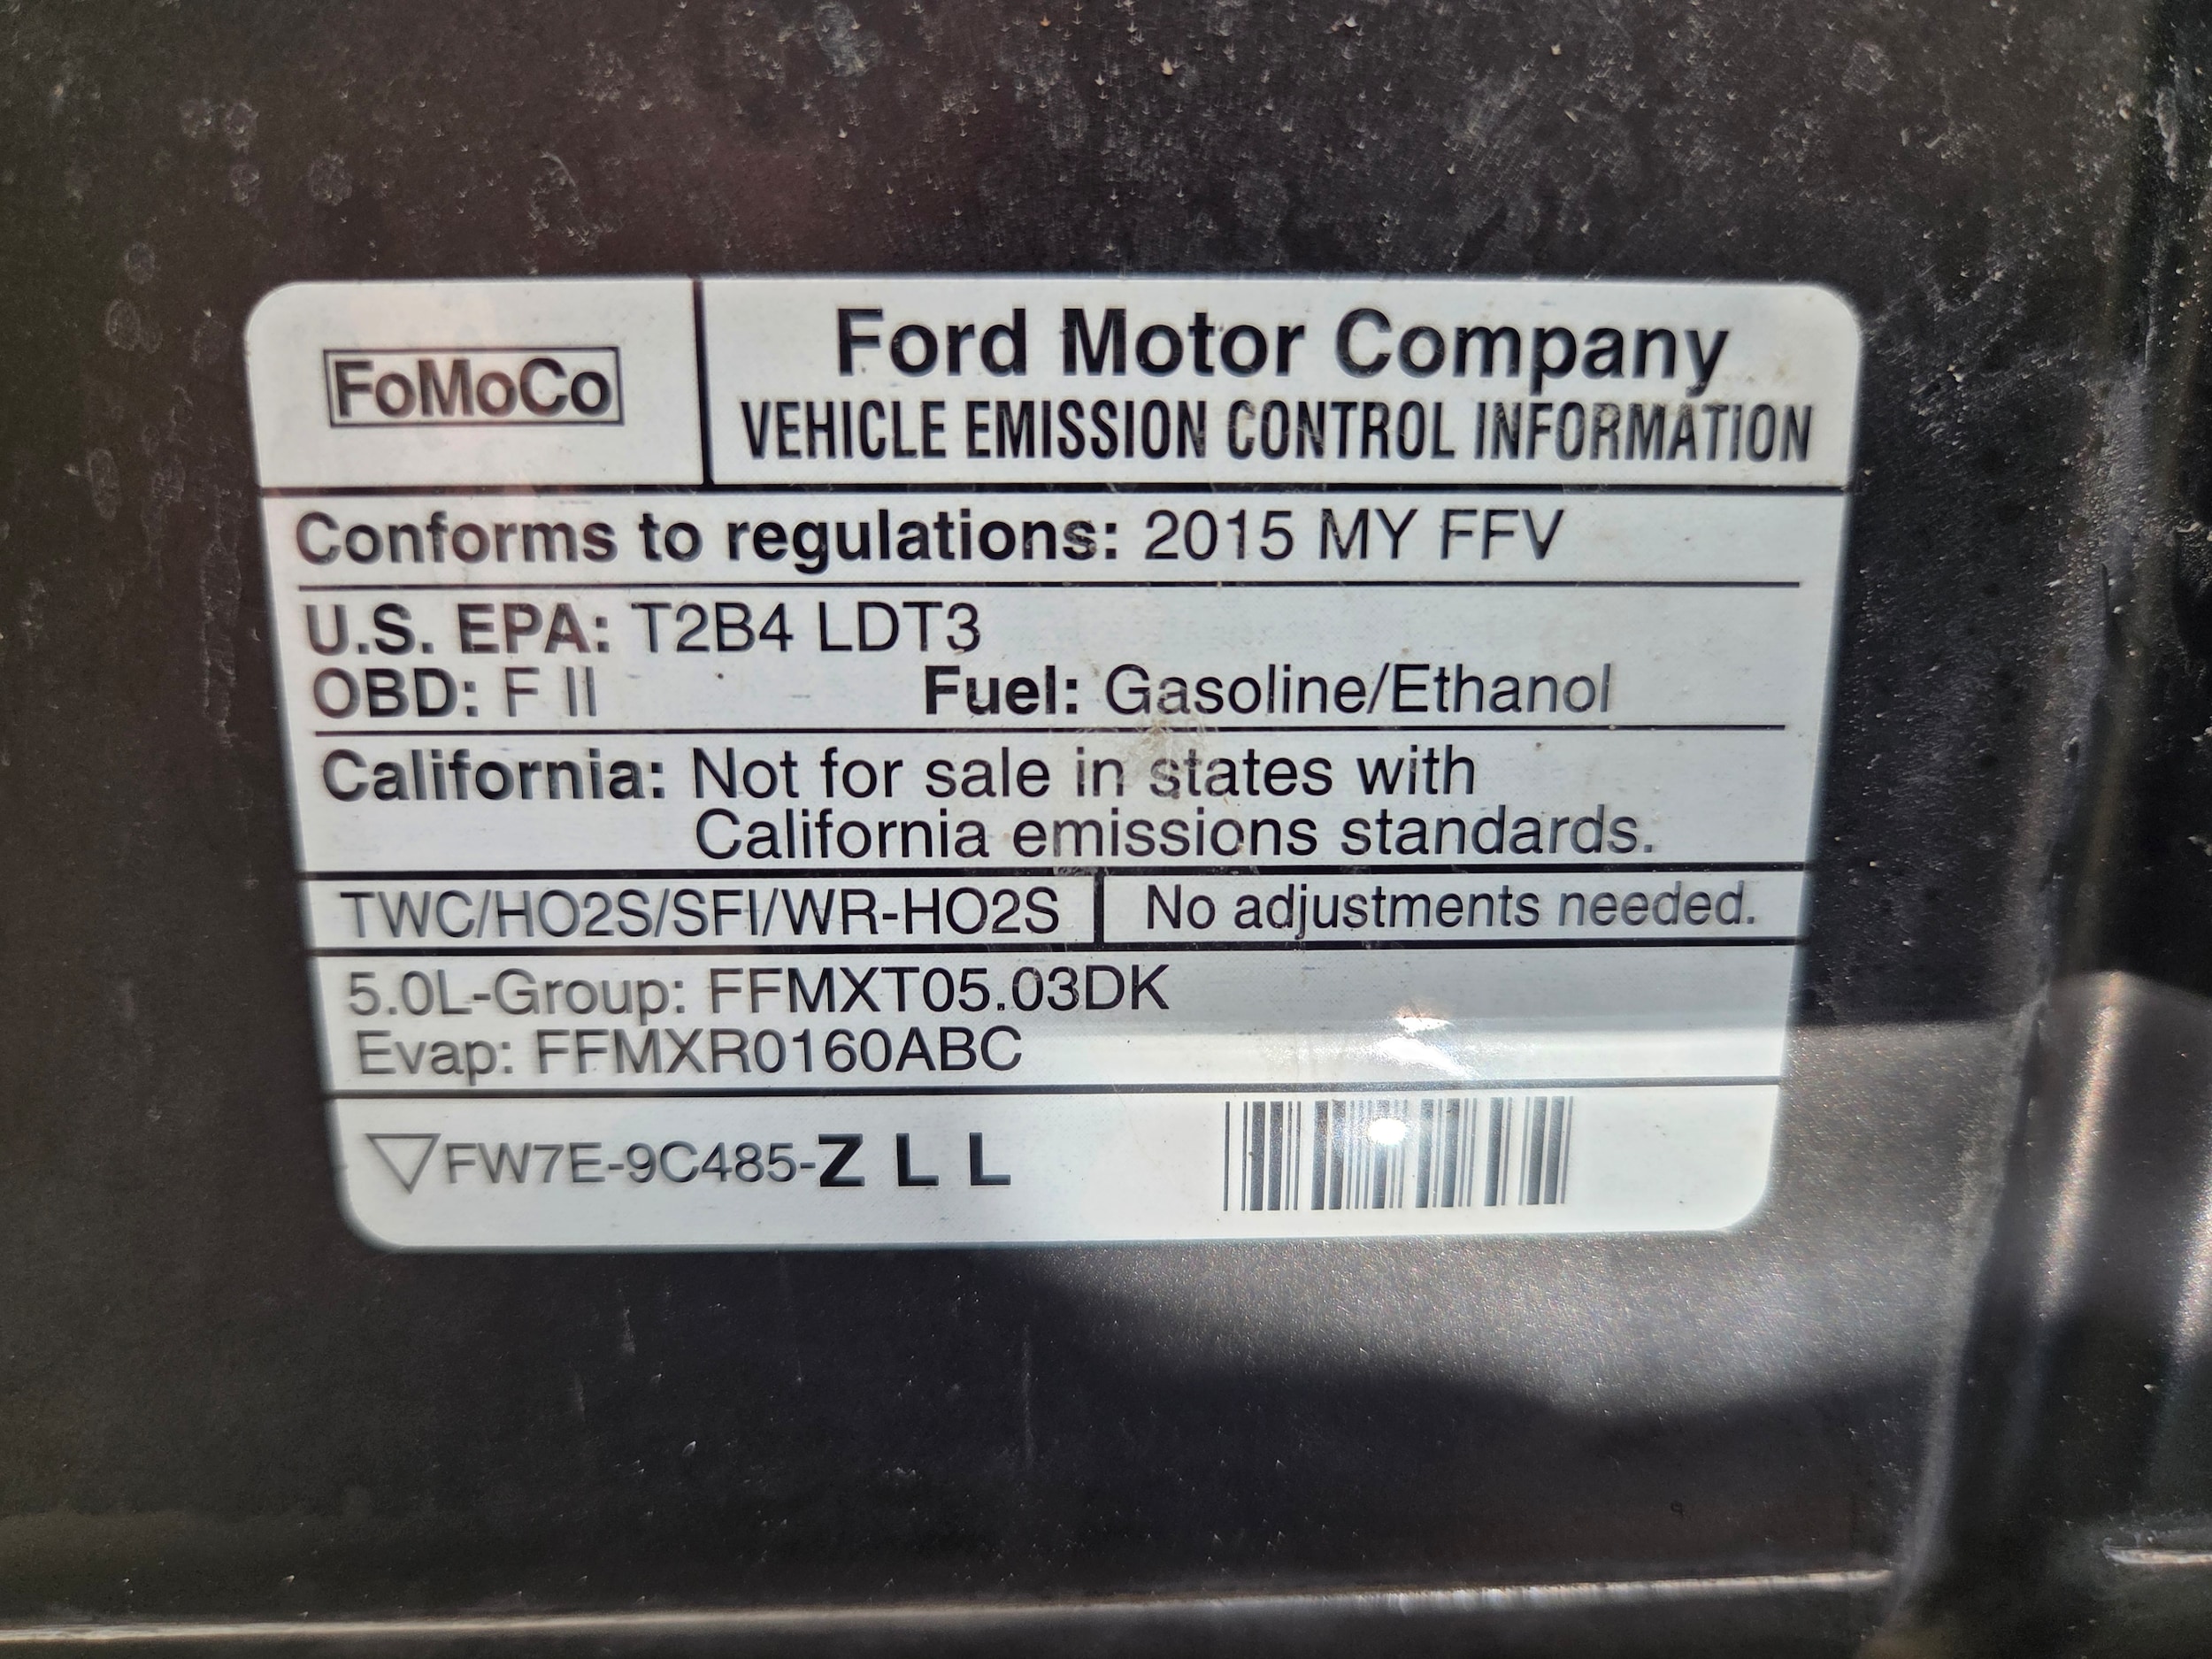 FoMoCo
Ford Motor Company
VEHICLE EMISSION CONTROL INFORMATION
Conforms to regulations: 2015 MY FFV
U.S. EPA: T2B4 LDT3
OBD: F II Fuel: Gasoline/Ethanol
California: Not for sale in states with
California emissions standards.
TWC/HO2S/SFI/WR-HO2S No adjustments needed.
5.0L-Group: FFMXT05.03DK
Evap: FFMXR0160ABC
FW7E-9C485-Z L L